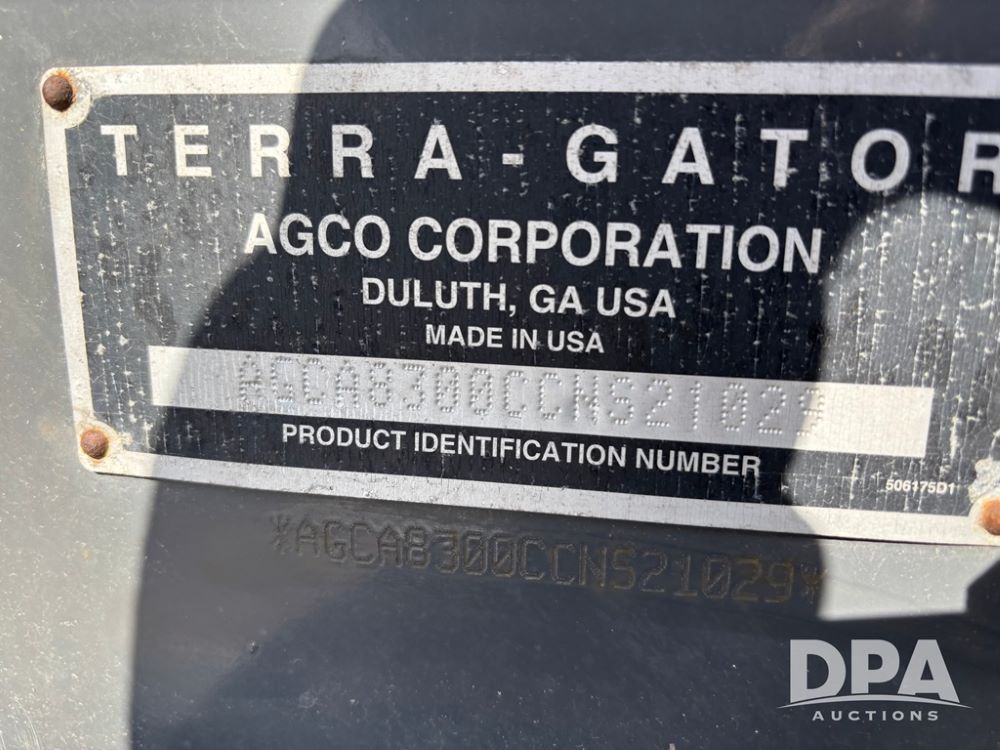 TERRA-GATOR
AGCO CORPORATION
DULUTH, GA USA
MADE IN USA
AGCA8300CCNS21029
PRODUCT IDENTIFICATION NUMBER
506175D1
*AGCA8300CCNS21029*
DPA
AUCTIONS